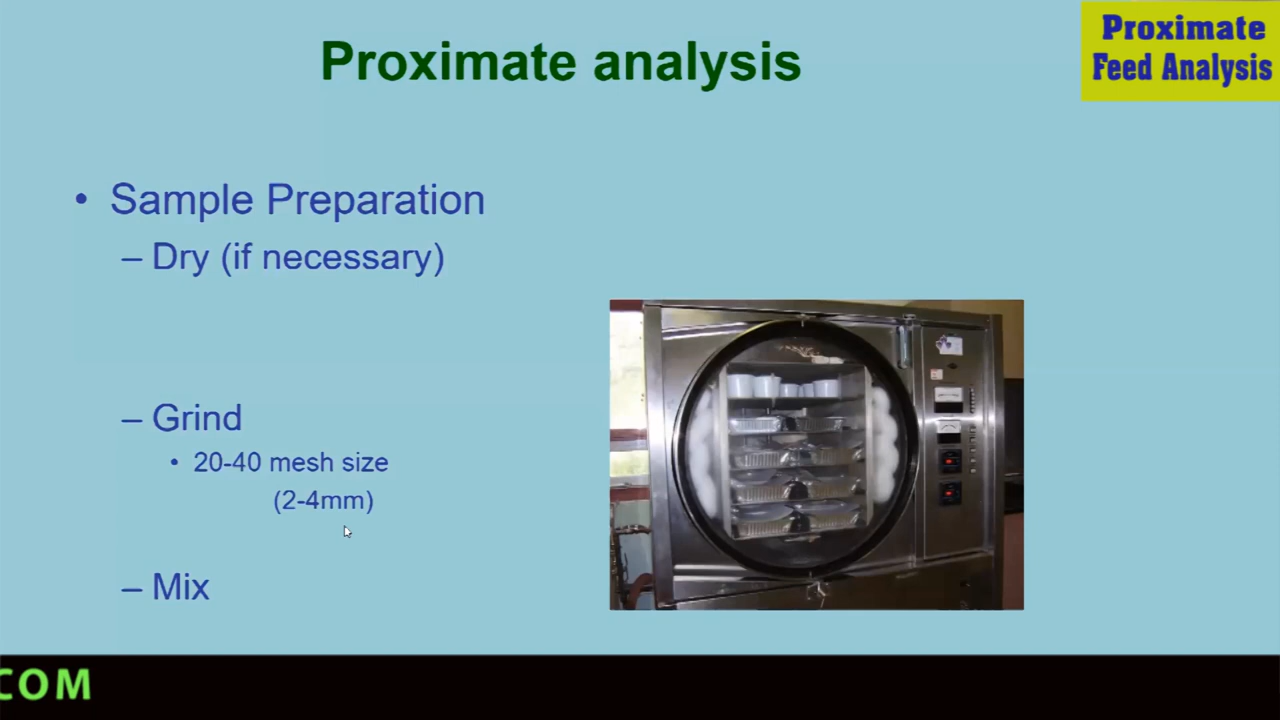 Proximate analysis
Proximate
Feed Analysis
• Sample Preparation
– Dry (if necessary)
– Grind
• 20-40 mesh size
(2-4mm)
– Mix
COM